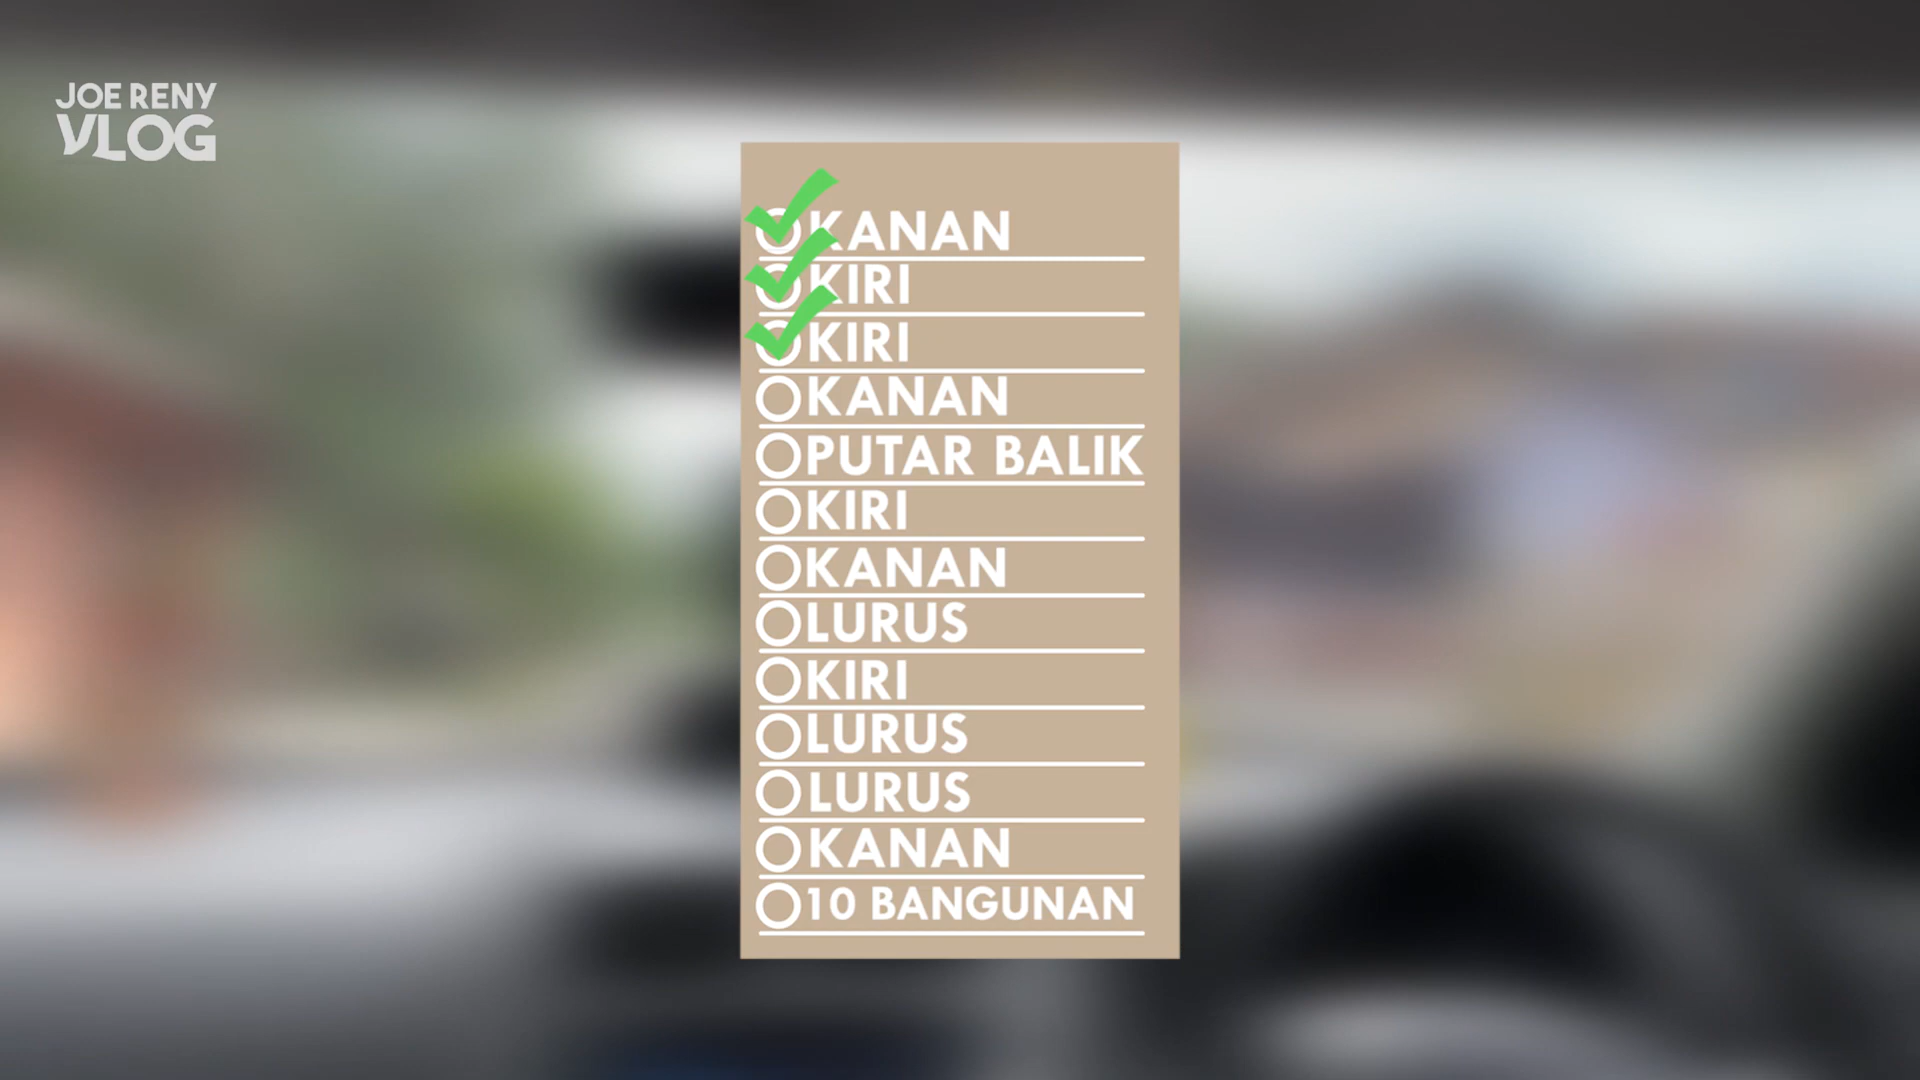 JOE RENY
VLOG
KANAN
KIRI
KIRI
KANAN
PUTAR BALIK
KIRI
KANAN
LURUS
KIRI
LURUS
LURUS
KANAN
10 BANGUNAN